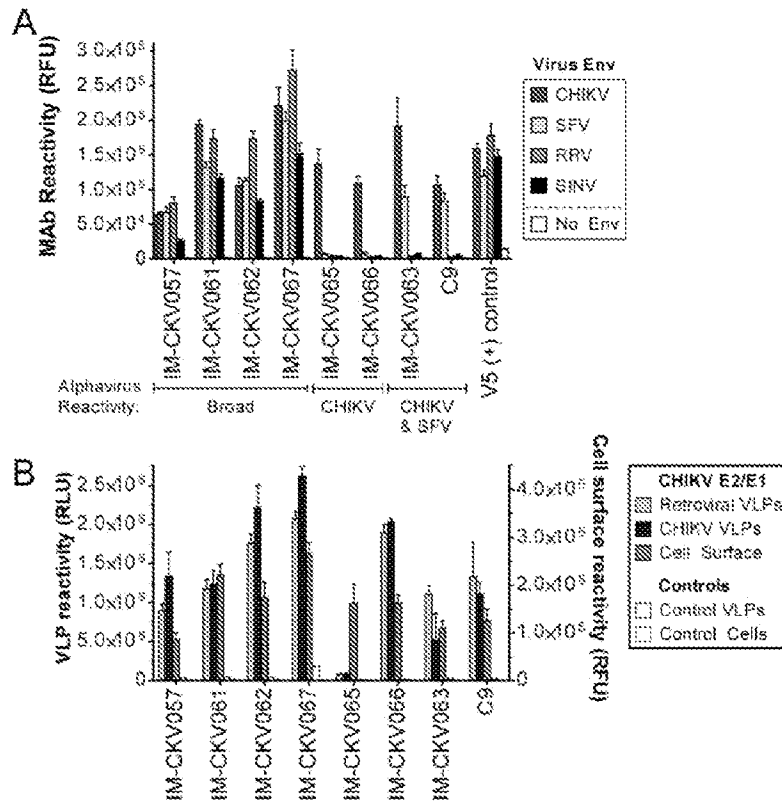 A
MAb Reactivity (RFU)
3.0x10⁵
2.5x10⁵
2.0x10⁵
1.5x10⁵
1.0x10⁵
5.0x10⁴
0
IM-CKV057
IM-CKV061
IM-CKV062
IM-CKV067
IM-CKV065
IM-CKV066
IM-CKV063
C9
V5 (+) control
Alphavirus
Reactivity:
Broad
CHIKV
CHIKV
& SFV
Virus Env
CHIKV
SFV
RRV
SINV
No Env
B
VLP reactivity (RLU)
2.5x10⁵
2.0x10⁵
1.5x10⁵
1.0x10⁵
0
Cell surface reactivity (RFU)
4.0x10⁵
3.0x10⁵
2.0x10⁵
1.0x10⁵
0
IM-CKV057
IM-CKV061
IM-CKV062
IM-CKV067
IM-CKV065
IM-CKV066
IM-CKV063
C9
CHIKV E2/E1
Retroviral VLPs
CHIKV VLPs
Cell Surface
Controls
Control VLPs
Control Cells